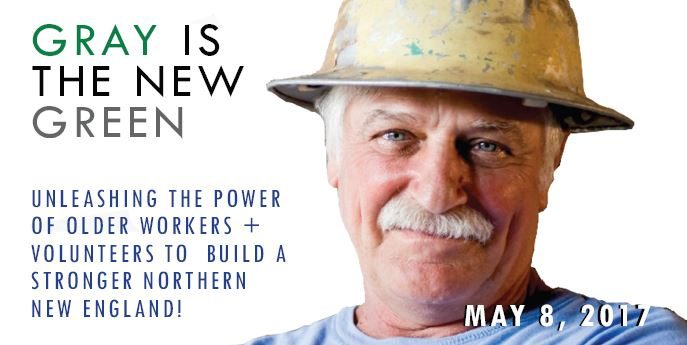 GRAY IS
THE NEW
GREEN
UNLEASHING THE POWER
OF OLDER WORKERS +
VOLUNTEERS TO BUILD A
STRONGER NORTHERN
NEW ENGLAND!
MAY 8, 2017